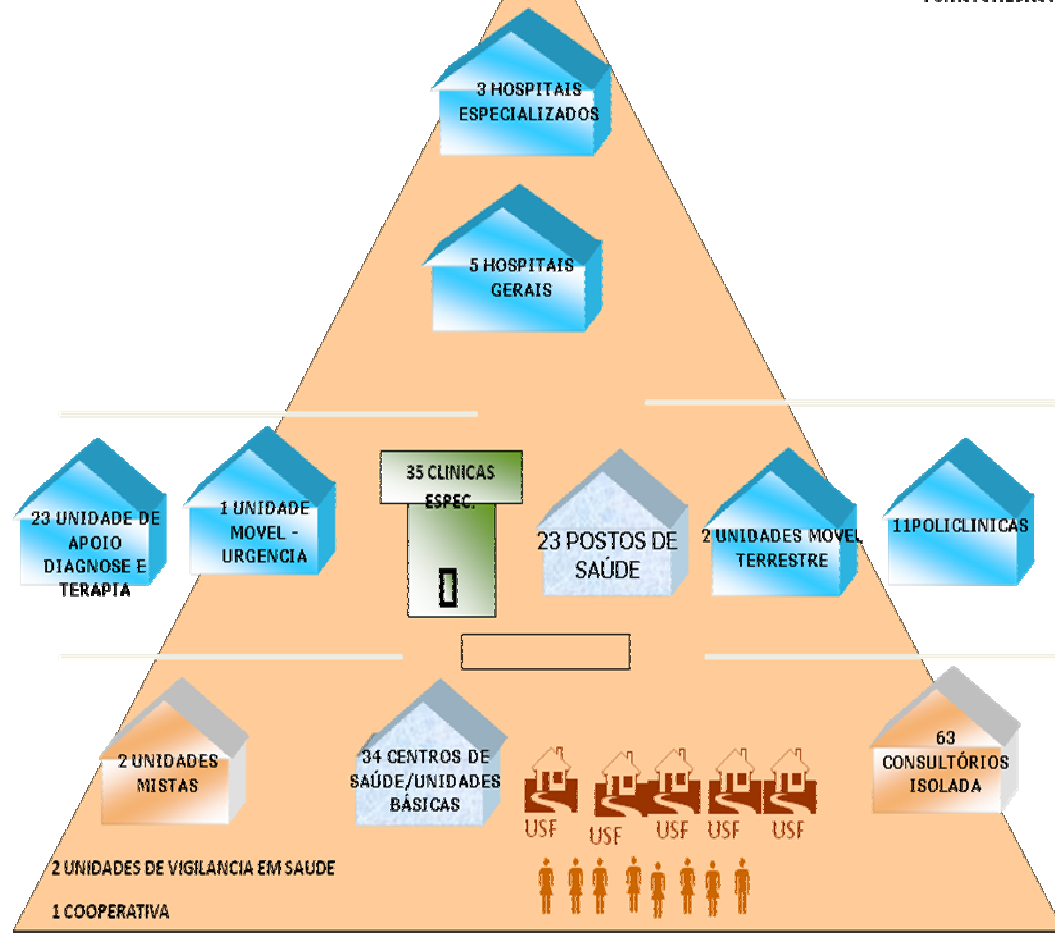 3 HOSPITAIS
ESPECIALIZADOS
5 HOSPITAIS
GERAIS
23 UNIDADE DE
APOIO
DIAGNOSE E
TERAPIA
1 UNIDADE
MOVEL -
URGENCIA
35 CLINICAS
ESPEC.
23 POSTOS DE
SAÚDE
2 UNIDADES MOVEL
TERRESTRE
11POLICLINICAS
2 UNIDADES
MISTAS
34 CENTROS DE
SAÚDE/UNIDADES
BÁSICAS
63
CONSULTÓRIOS
ISOLADA
USF
USF
USF
USF
USF
2 UNIDADES DE VIGILANCIA EM SAUDE
1 COOPERATIVA